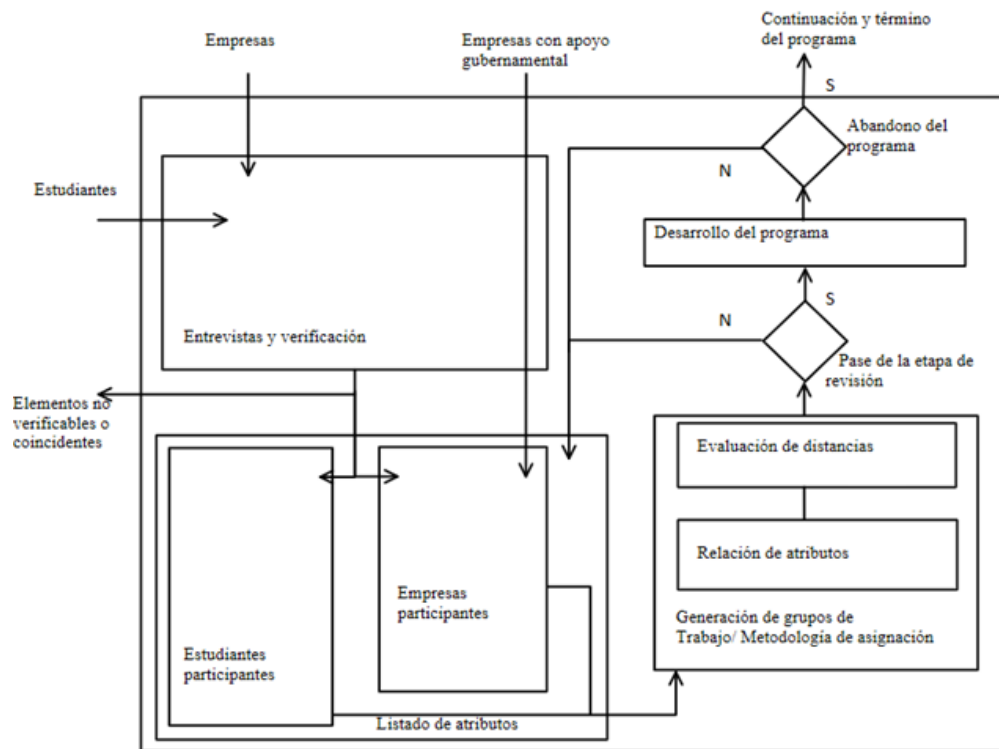 Empresas
Empresas con apoyo
gubernamental
Continuación y término
del programa
S
Abandono del
programa
N
Estudiantes
Desarrollo del programa
S
N
Entrevistas y verificación
Pase de la etapa de
revisión
Elementos no
verificables o
coincidentes
Evaluación de distancias
Relación de atributos
Empresas
participantes
Generación de grupos de
Trabajo/ Metodología de asignación
Estudiantes
participantes
Listado de atributos